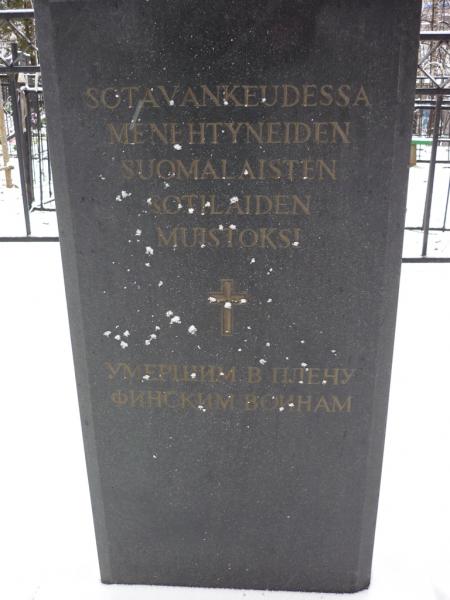 SOTAVANKEUDESSA
MENEHTYNEIDEN
SUOMALAISTEN
SOTILAIDEN
MUISTOKSI
УМЕРШИМ В ПЛЕНУ
ФИНСКИМ ВОИНАМ